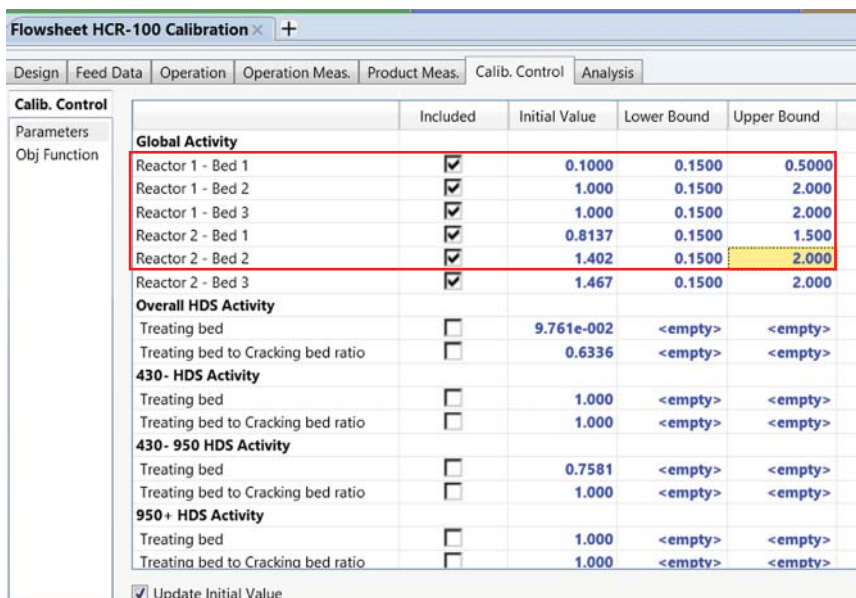 Flowsheet HCR-100 Calibration × +
Design Feed Data Operation Operation Meas. Product Meas. Calib. Control Analysis
Calib. Control
Parameters
Obj Function
Included Initial Value Lower Bound Upper Bound
Global Activity
Reactor 1 - Bed 1 0.1000 0.1500 0.5000
Reactor 1 - Bed 2 1.000 0.1500 2.000
Reactor 1 - Bed 3 1.000 0.1500 2.000
Reactor 2 - Bed 1 0.8137 0.1500 1.500
Reactor 2 - Bed 2 1.402 0.1500 2.000
Reactor 2 - Bed 3 1.467 0.1500 2.000
Overall HDS Activity
Treating bed 9.761e-002 <empty> <empty>
Treating bed to Cracking bed ratio 0.6336 <empty> <empty>
430- HDS Activity
Treating bed 1.000 <empty> <empty>
Treating bed to Cracking bed ratio 1.000 <empty> <empty>
430- 950 HDS Activity
Treating bed 0.7581 <empty> <empty>
Treating bed to Cracking bed ratio 1.000 <empty> <empty>
950+ HDS Activity
Treating bed 1.000 <empty> <empty>
Treating bed to Cracking bed ratio 1.000 <empty> <empty>
Update Initial Value